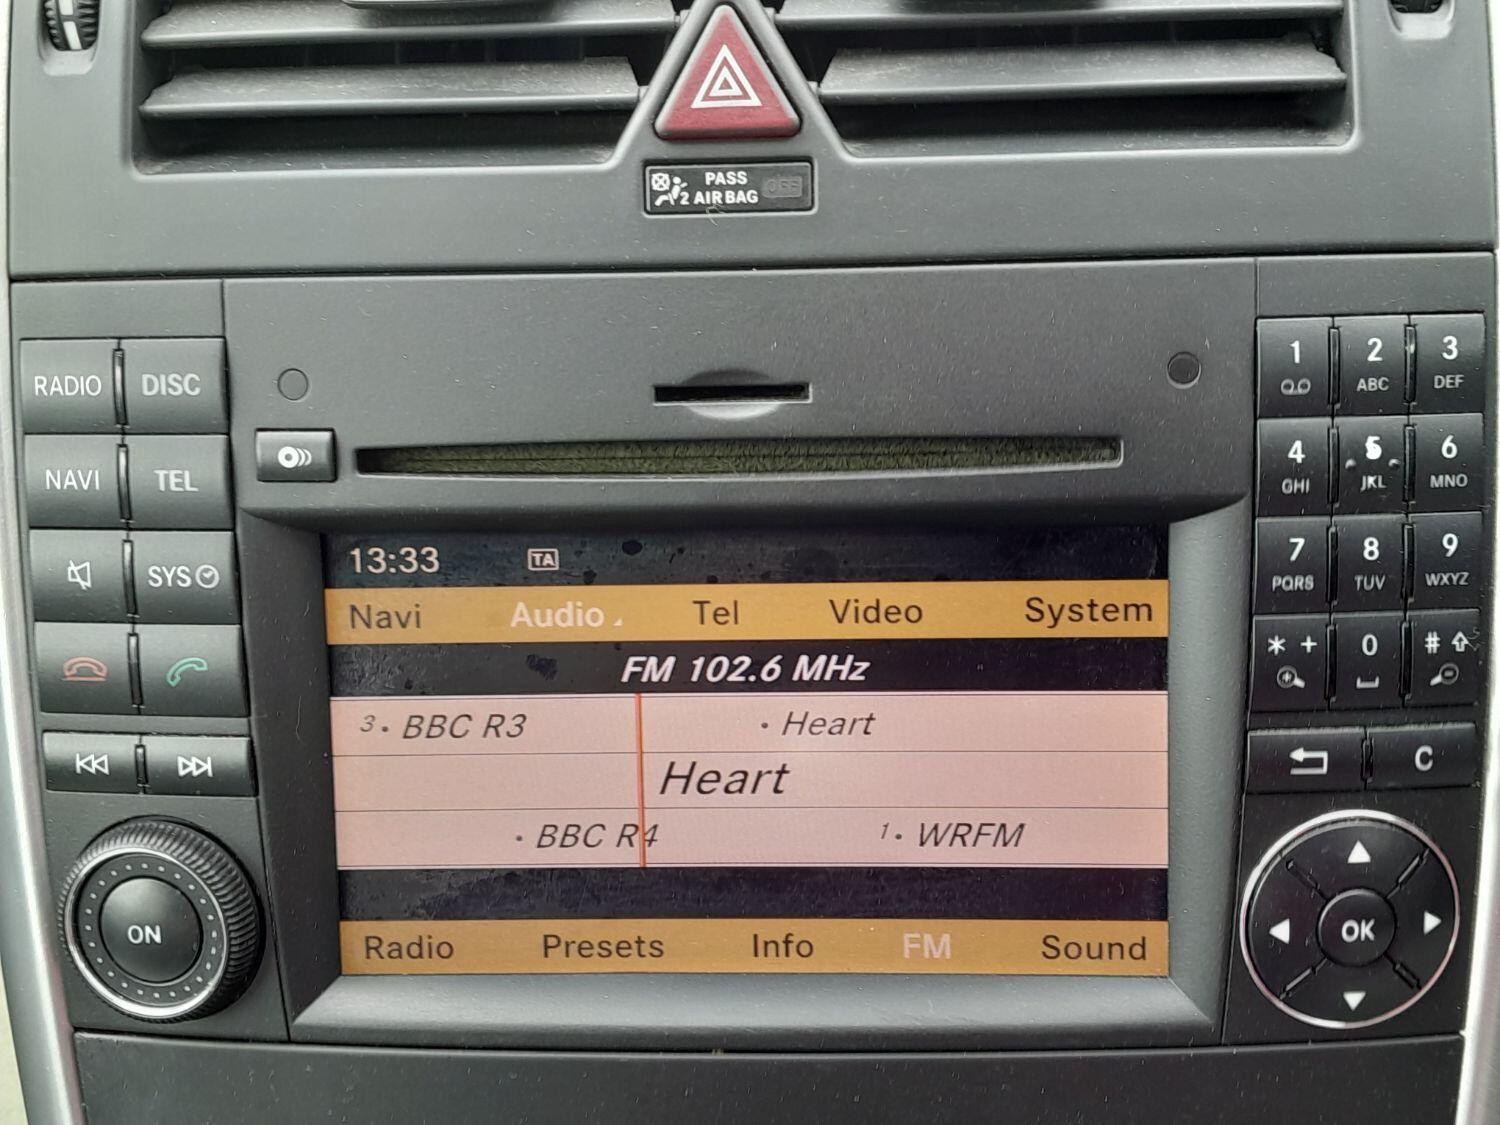 PASS
2 AIRBAG OFF
RADIO DISC
NAVI TEL
SYS
ON
13:33 TA
Navi Audio Tel Video System
FM 102.6 MHz
3 • BBC R3 • Heart
Heart
• BBC R4 1 • WRFM
Radio Presets Info FM Sound
1 2 ABC 3 DEF
4 GHI 5 JKL 6 MNO
7 PQRS 8 TUV 9 WXYZ
* + 0 #
C
OK